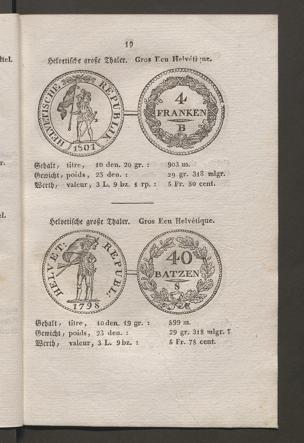 19
Helvetische große Thaler. Gros Ecu Helvétique.
HELVETISCHE REPUBLIK
1801
4
FRANKEN
B
Gehalt, titre, 10 den. 20 gr. : 903 m.
Gewicht, poids, 23 den. : 29 gr. 318 mlgr.
Werth, valeur, 3 L. 9 bz. 1 rp. : 5 Fr. 80 cent.
Helvetische große Thaler. Gros Ecu Helvétique.
HELVET: REPUBL.
1798
40
BATZEN
S
Gehalt, titre, 10 den. 19 gr. : 899 m.
Gewicht, poids, 23 den. : 29 gr. 318 mlgr.
Werth, valeur, 3 L. 9 bz. : 5 Fr. 78 cent.